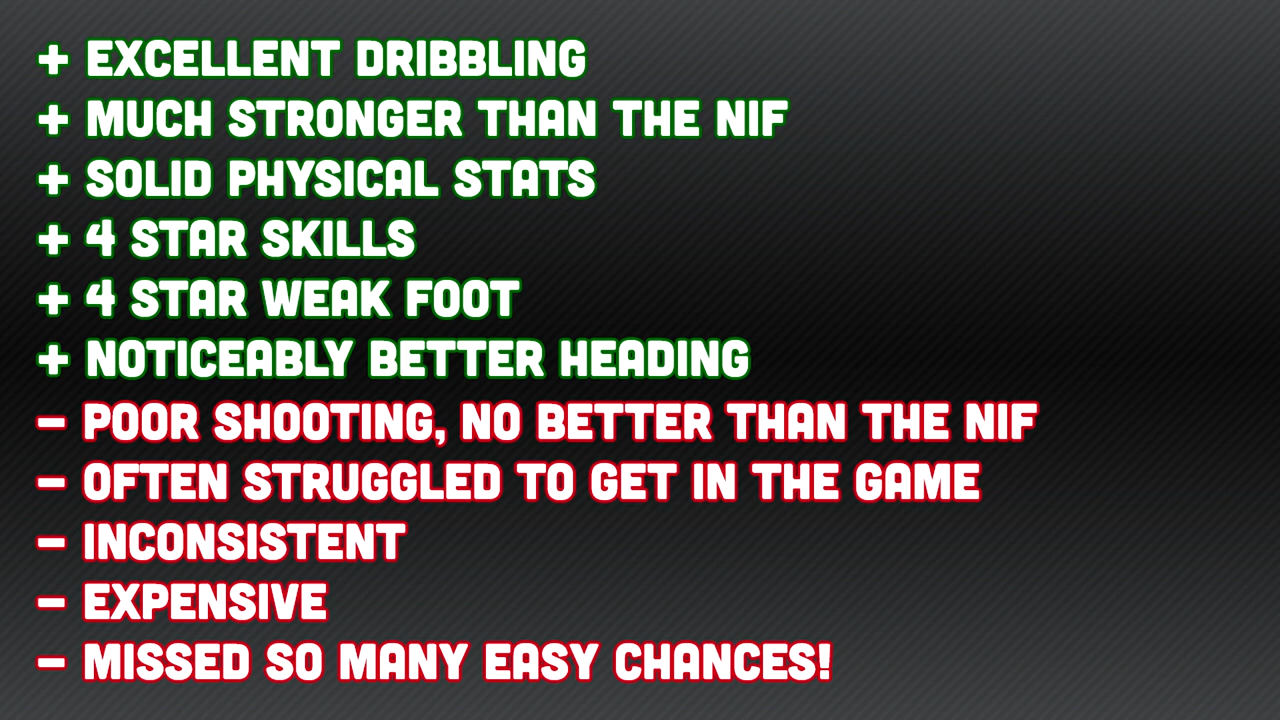 + EXCELLENT DRIBBLING
+ MUCH STRONGER THAN THE NIF
+ SOLID PHYSICAL STATS
+ 4 STAR SKILLS
+ 4 STAR WEAK FOOT
+ NOTICEABLY BETTER HEADING
- POOR SHOOTING, NO BETTER THAN THE NIF
- OFTEN STRUGGLED TO GET IN THE GAME
- INCONSISTENT
- EXPENSIVE
- MISSED SO MANY EASY CHANCES!